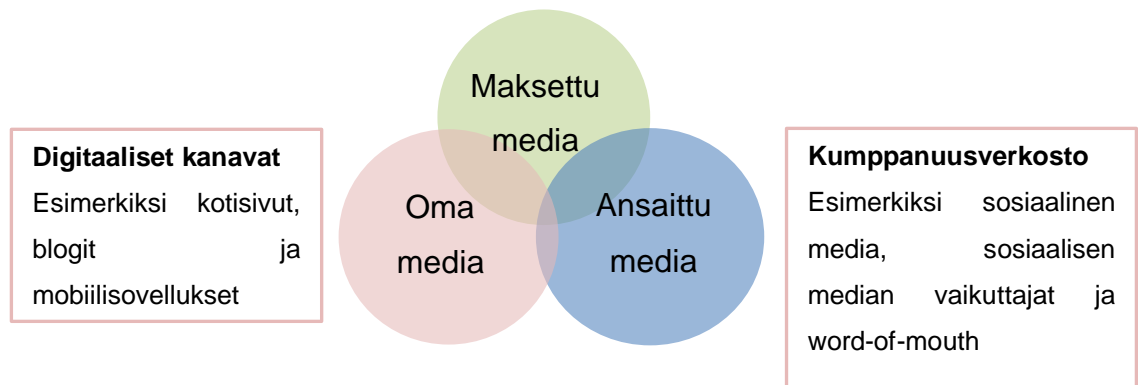 Maksettu
media
Digitaaliset kanavat
Esimerkiksi kotisivut,
blogit ja
mobiilisovellukset
Oma
media
Ansaittu
media
Kumppanuusverkosto
Esimerkiksi sosiaalinen
media, sosiaalisen
median vaikuttajat ja
word-of-mouth